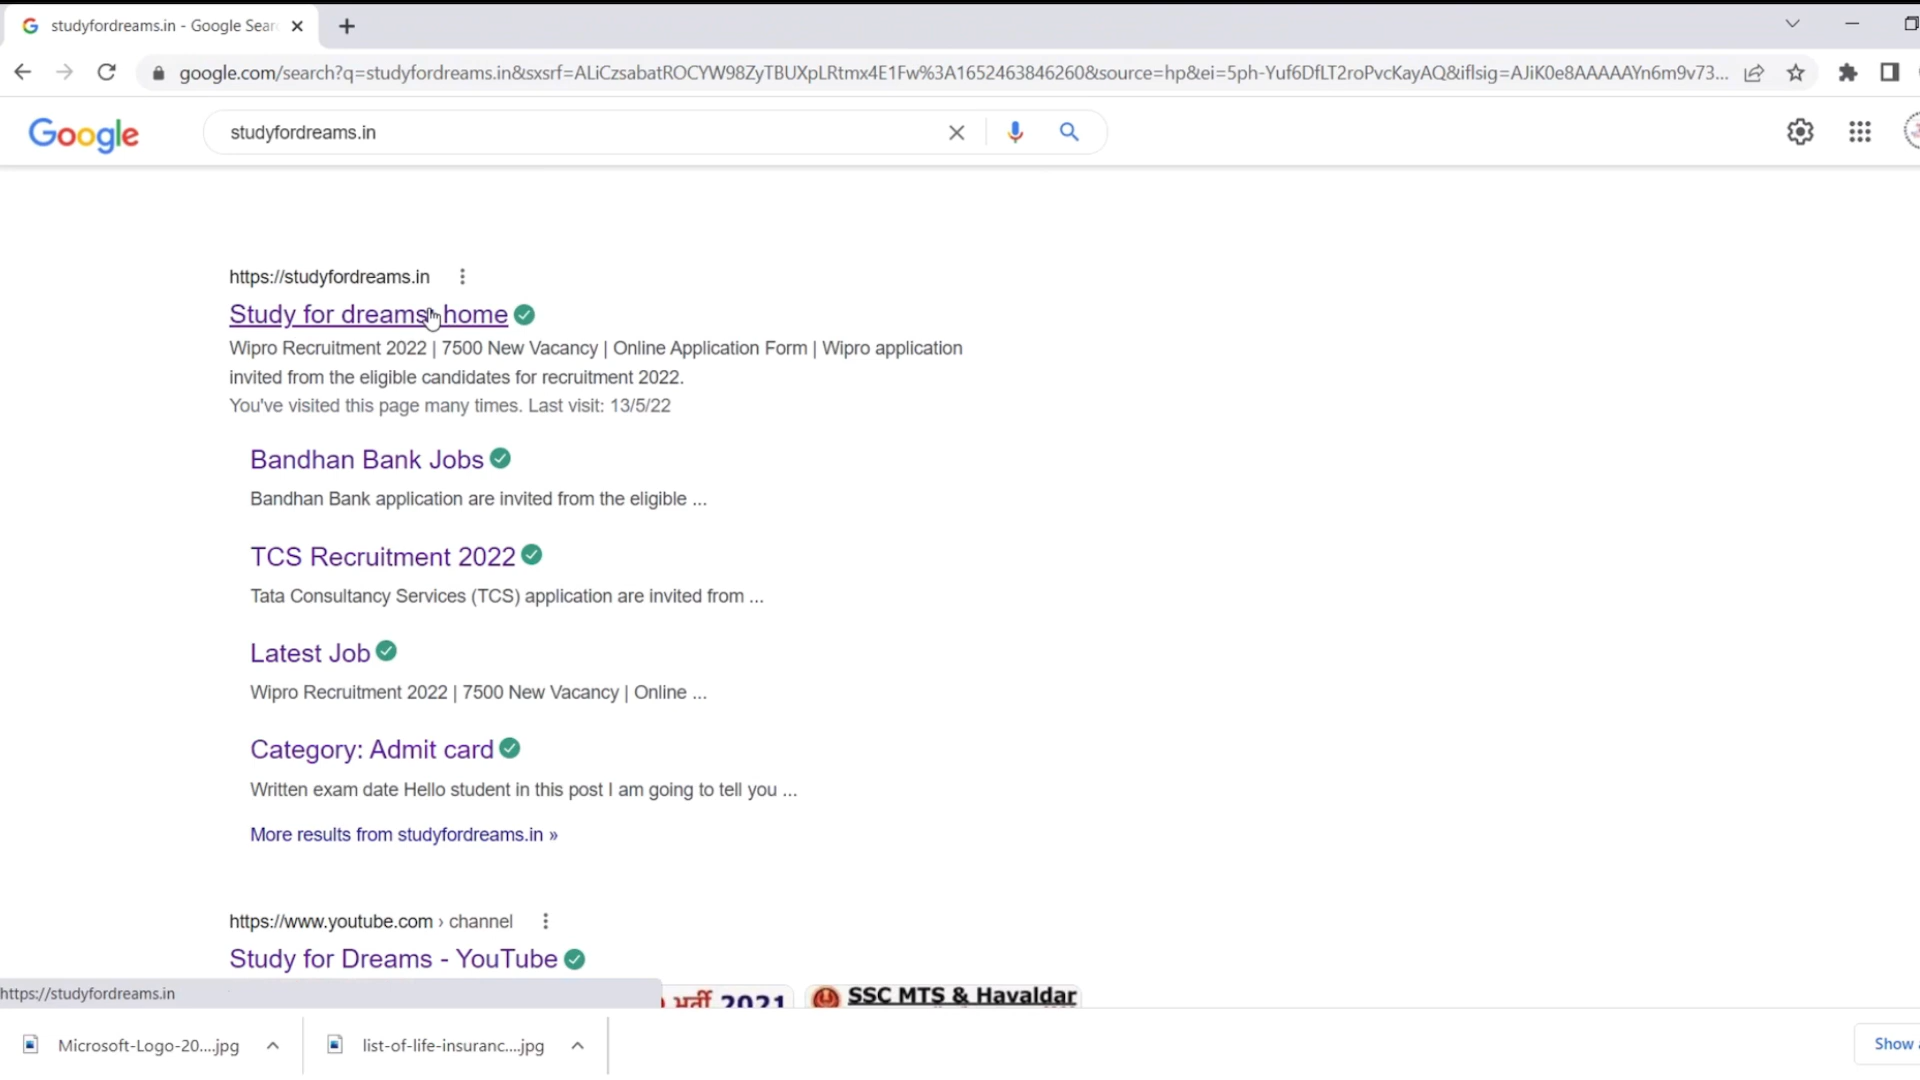 studyfordreams.in - Google Sear
google.com/search?q=studyfordreams.in&sxsrf=ALiCzsabatROCYW98ZyTBUXpLRtmx4E1Fw%3A1652463846260&source=hp&ei=5ph-Yuf6DfLT2roPvcKayAQ&iflsig=AJiK0e8AAAAAYn6m9v73...
Google
studyfordreams.in
https://studyfordreams.in
Study for dreams home
Wipro Recruitment 2022 | 7500 New Vacancy | Online Application Form | Wipro application
invited from the eligible candidates for recruitment 2022.
You've visited this page many times. Last visit: 13/5/22
Bandhan Bank Jobs
Bandhan Bank application are invited from the eligible ...
TCS Recruitment 2022
Tata Consultancy Services (TCS) application are invited from ...
Latest Job
Wipro Recruitment 2022 | 7500 New Vacancy | Online ...
Category: Admit card
Written exam date Hello student in this post I am going to tell you ...
More results from studyfordreams.in »
https://www.youtube.com › channel
Study for Dreams - YouTube
https://studyfordreams.in
भर्ती 2021
SSC MTS & Havaldar
Microsoft-Logo-20....jpg
list-of-life-insuranc....jpg
Show